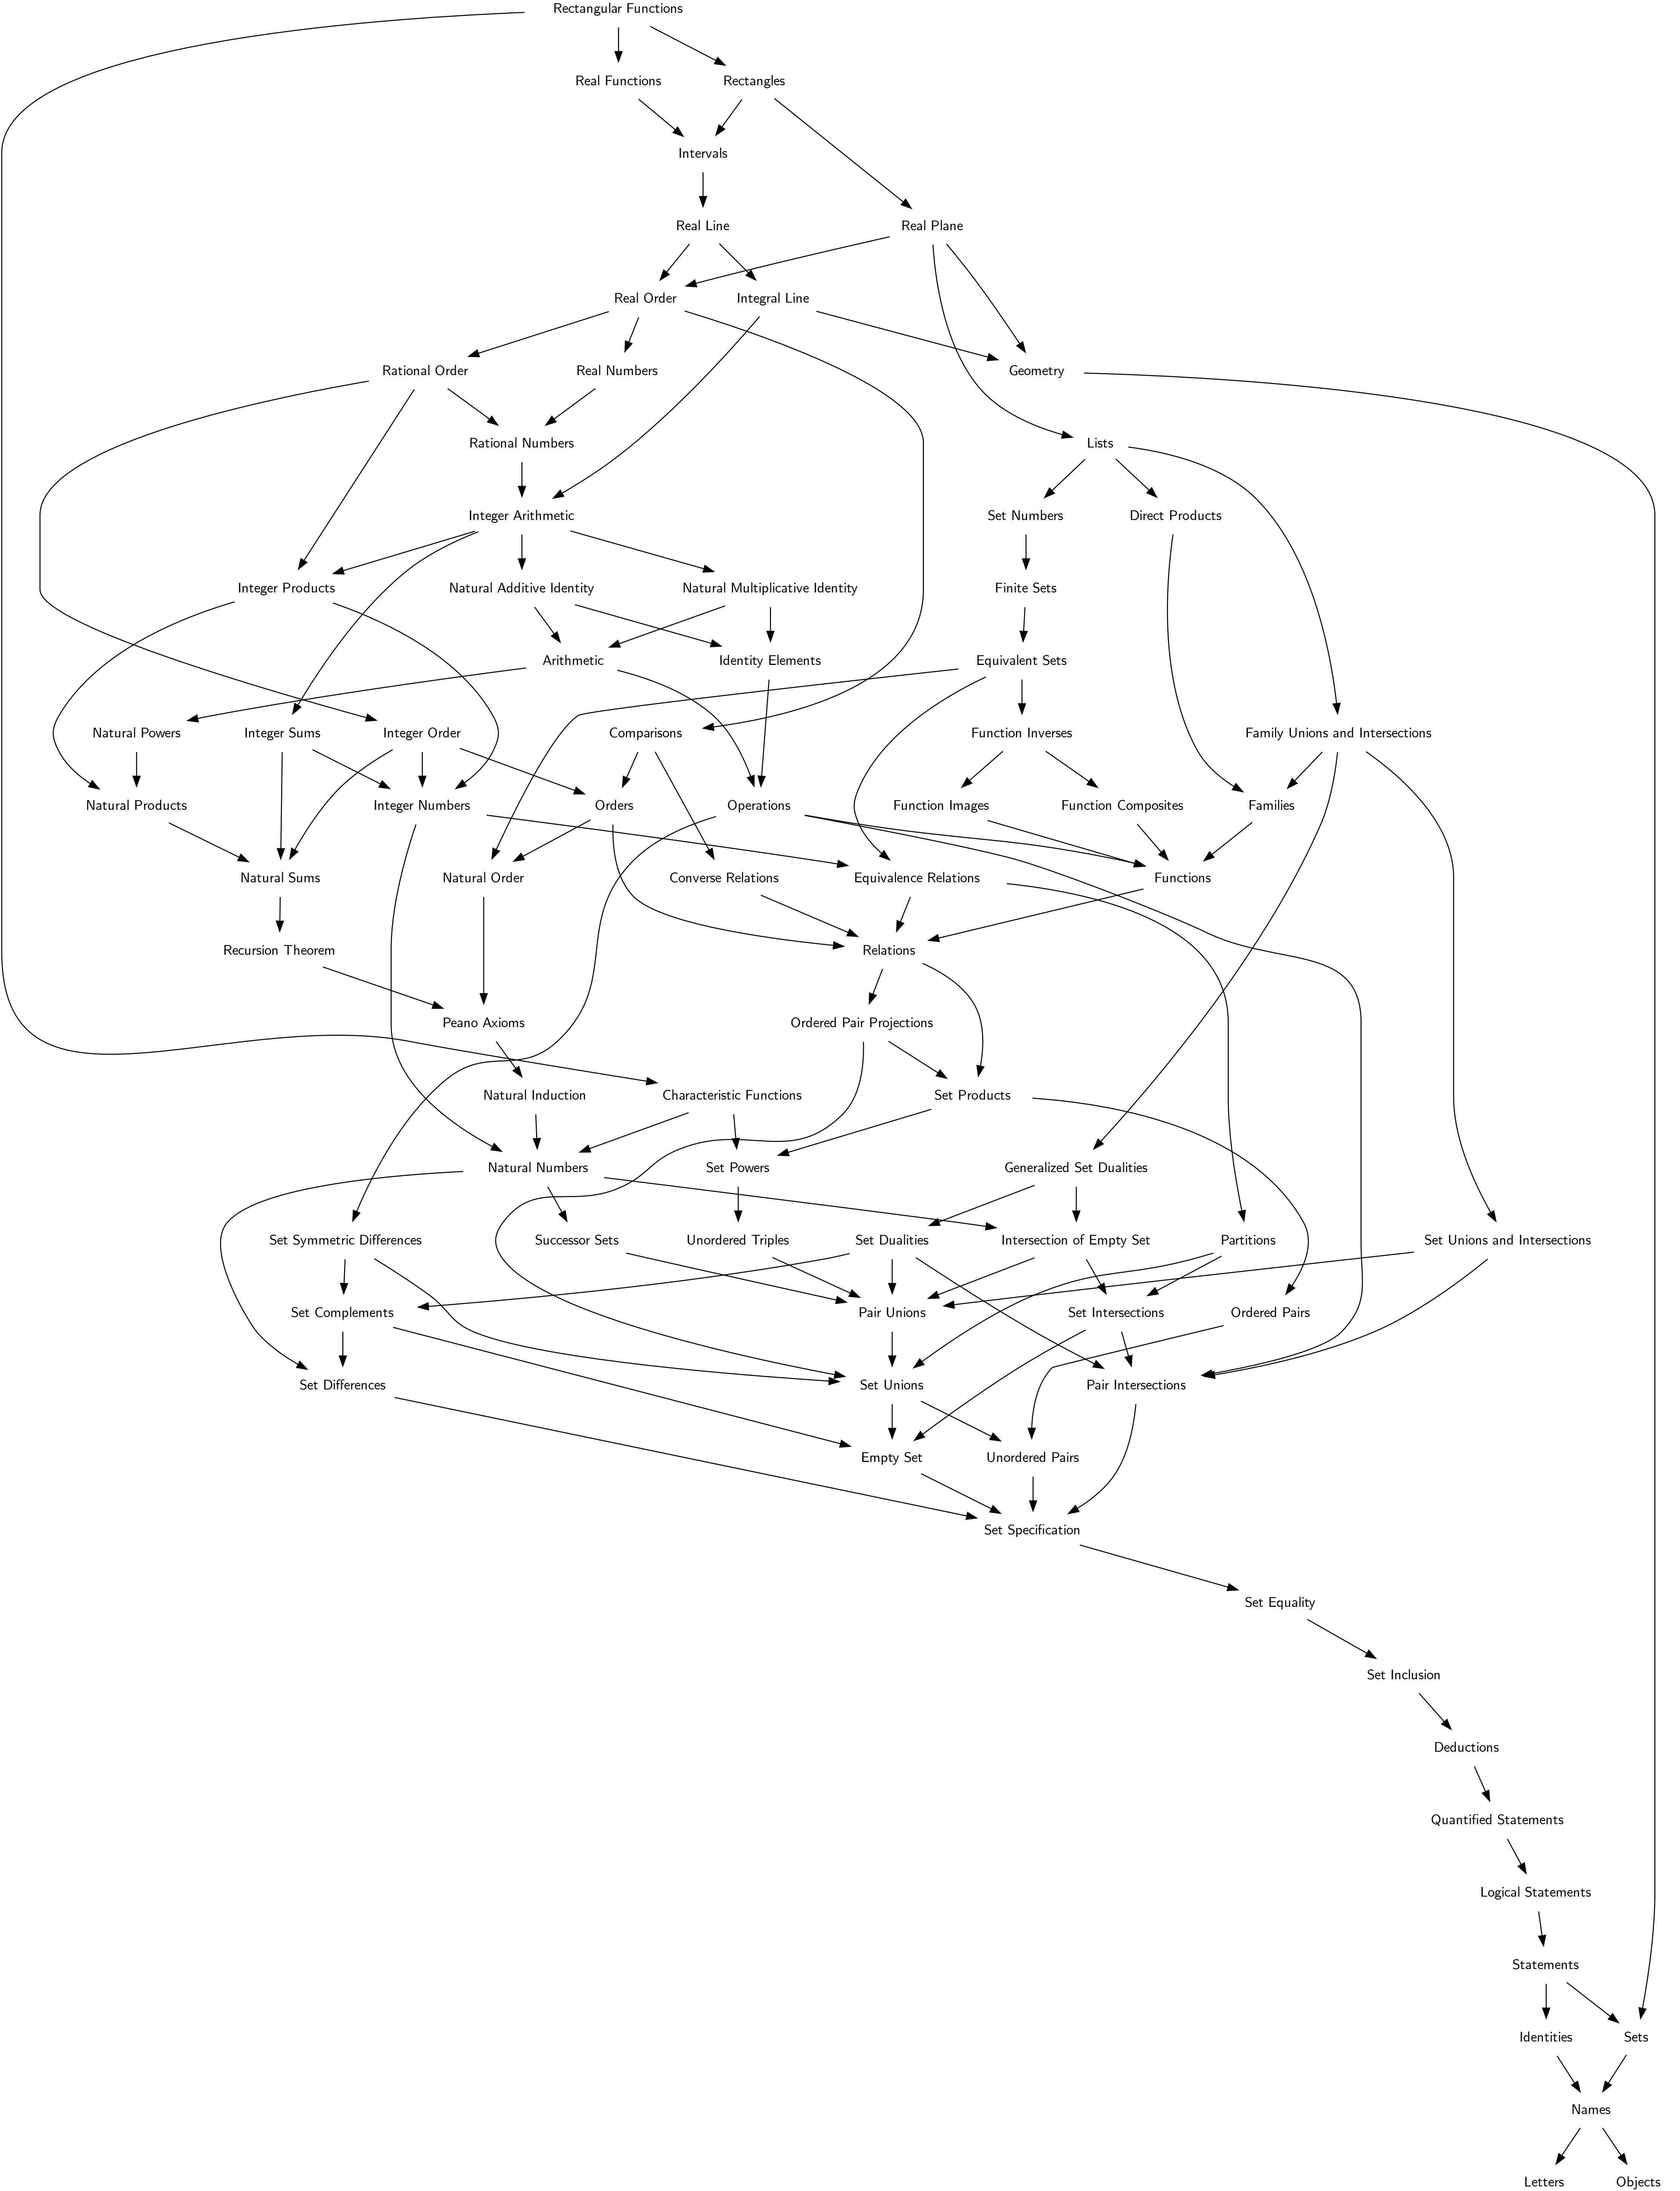 Rectangular Functions
Real Functions
Rectangles
Intervals
Real Line
Real Plane
Real Order
Integral Line
Rational Order
Real Numbers
Geometry
Rational Numbers
Lists
Integer Arithmetic
Set Numbers
Direct Products
Integer Products
Natural Additive Identity
Natural Multiplicative Identity
Finite Sets
Arithmetic
Identity Elements
Equivalent Sets
Natural Powers
Integer Sums
Integer Order
Comparisons
Function Inverses
Family Unions and Intersections
Natural Products
Integer Numbers
Orders
Operations
Function Images
Function Composites
Families
Natural Sums
Natural Order
Converse Relations
Equivalence Relations
Functions
Recursion Theorem
Relations
Peano Axioms
Ordered Pair Projections
Natural Induction
Characteristic Functions
Set Products
Natural Numbers
Set Powers
Generalized Set Dualities
Set Symmetric Differences
Successor Sets
Unordered Triples
Set Dualities
Intersection of Empty Set
Partitions
Set Unions and Intersections
Set Complements
Pair Unions
Set Intersections
Ordered Pairs
Set Differences
Set Unions
Pair Intersections
Empty Set
Unordered Pairs
Set Specification
Set Equality
Set Inclusion
Deductions
Quantified Statements
Logical Statements
Statements
Identities
Sets
Names
Letters
Objects